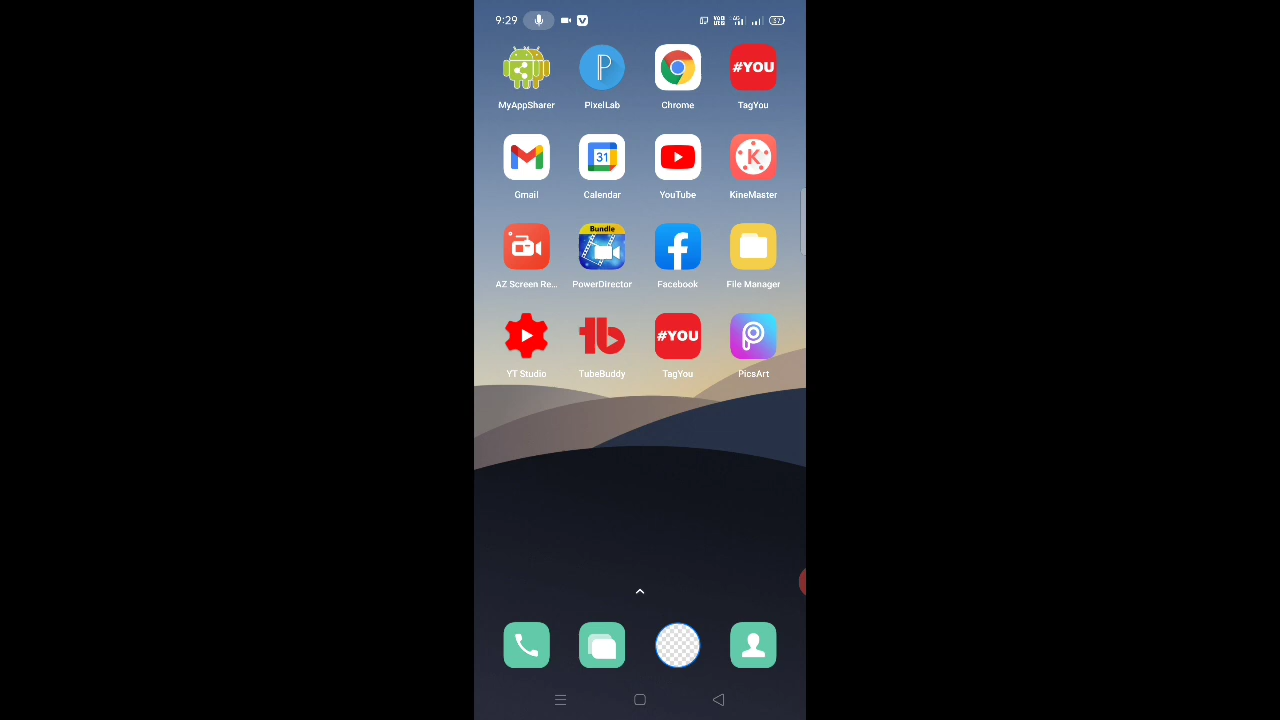 9:29
37
MyAppSharer PixelLab Chrome TagYou
#YOU
Gmail Calendar YouTube KineMaster
31
AZ Screen Re... PowerDirector Facebook File Manager
Bundle
YT Studio TubeBuddy TagYou PicsArt
#YOU